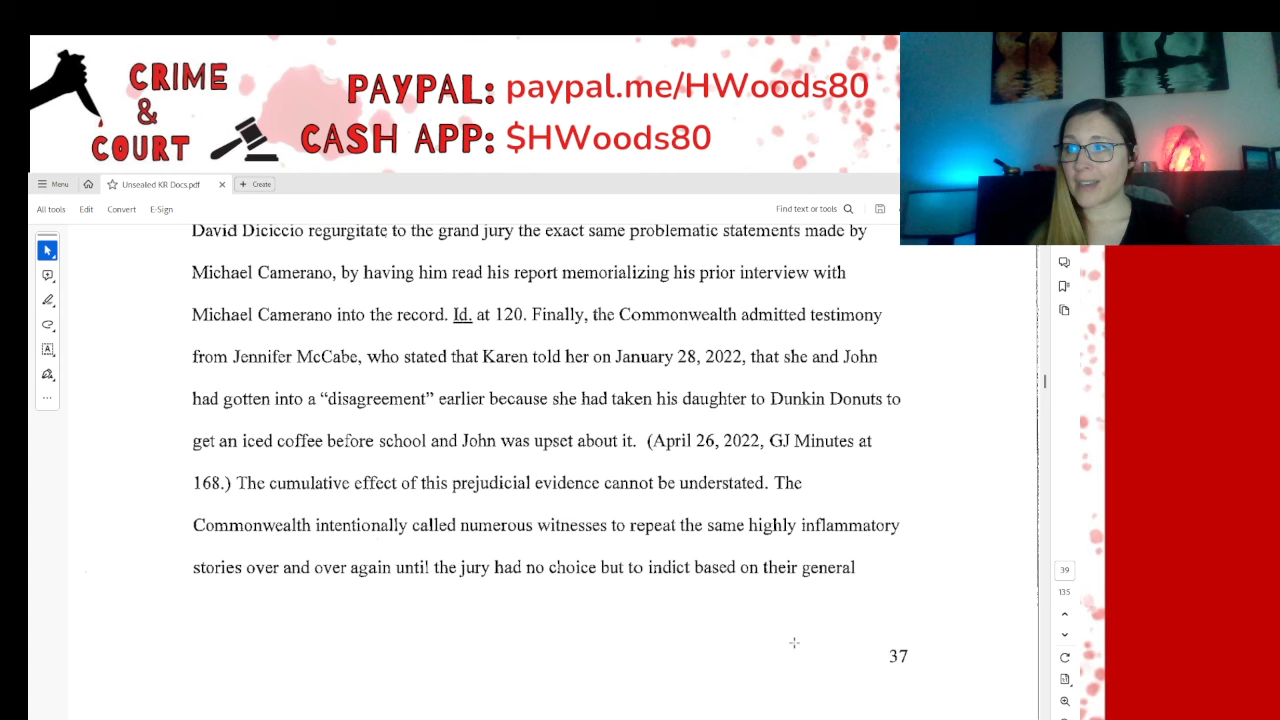 CRIME
&
COURT
PAYPAL: paypal.me/HWoods80
CASH APP: $HWoods80
Menu
Unsealed KR Docs.pdf
Create
All tools Edit Convert E-Sign
Find text or tools
David Diciccio regurgitate to the grand jury the exact same problematic statements made by
Michael Camerano, by having him read his report memorializing his prior interview with
Michael Camerano into the record. Id. at 120. Finally, the Commonwealth admitted testimony
from Jennifer McCabe, who stated that Karen told her on January 28, 2022, that she and John
had gotten into a “disagreement” earlier because she had taken his daughter to Dunkin Donuts to
get an iced coffee before school and John was upset about it. (April 26, 2022, GJ Minutes at
168.) The cumulative effect of this prejudicial evidence cannot be understated. The
Commonwealth intentionally called numerous witnesses to repeat the same highly inflammatory
stories over and over again until the jury had no choice but to indict based on their general
37
39
135